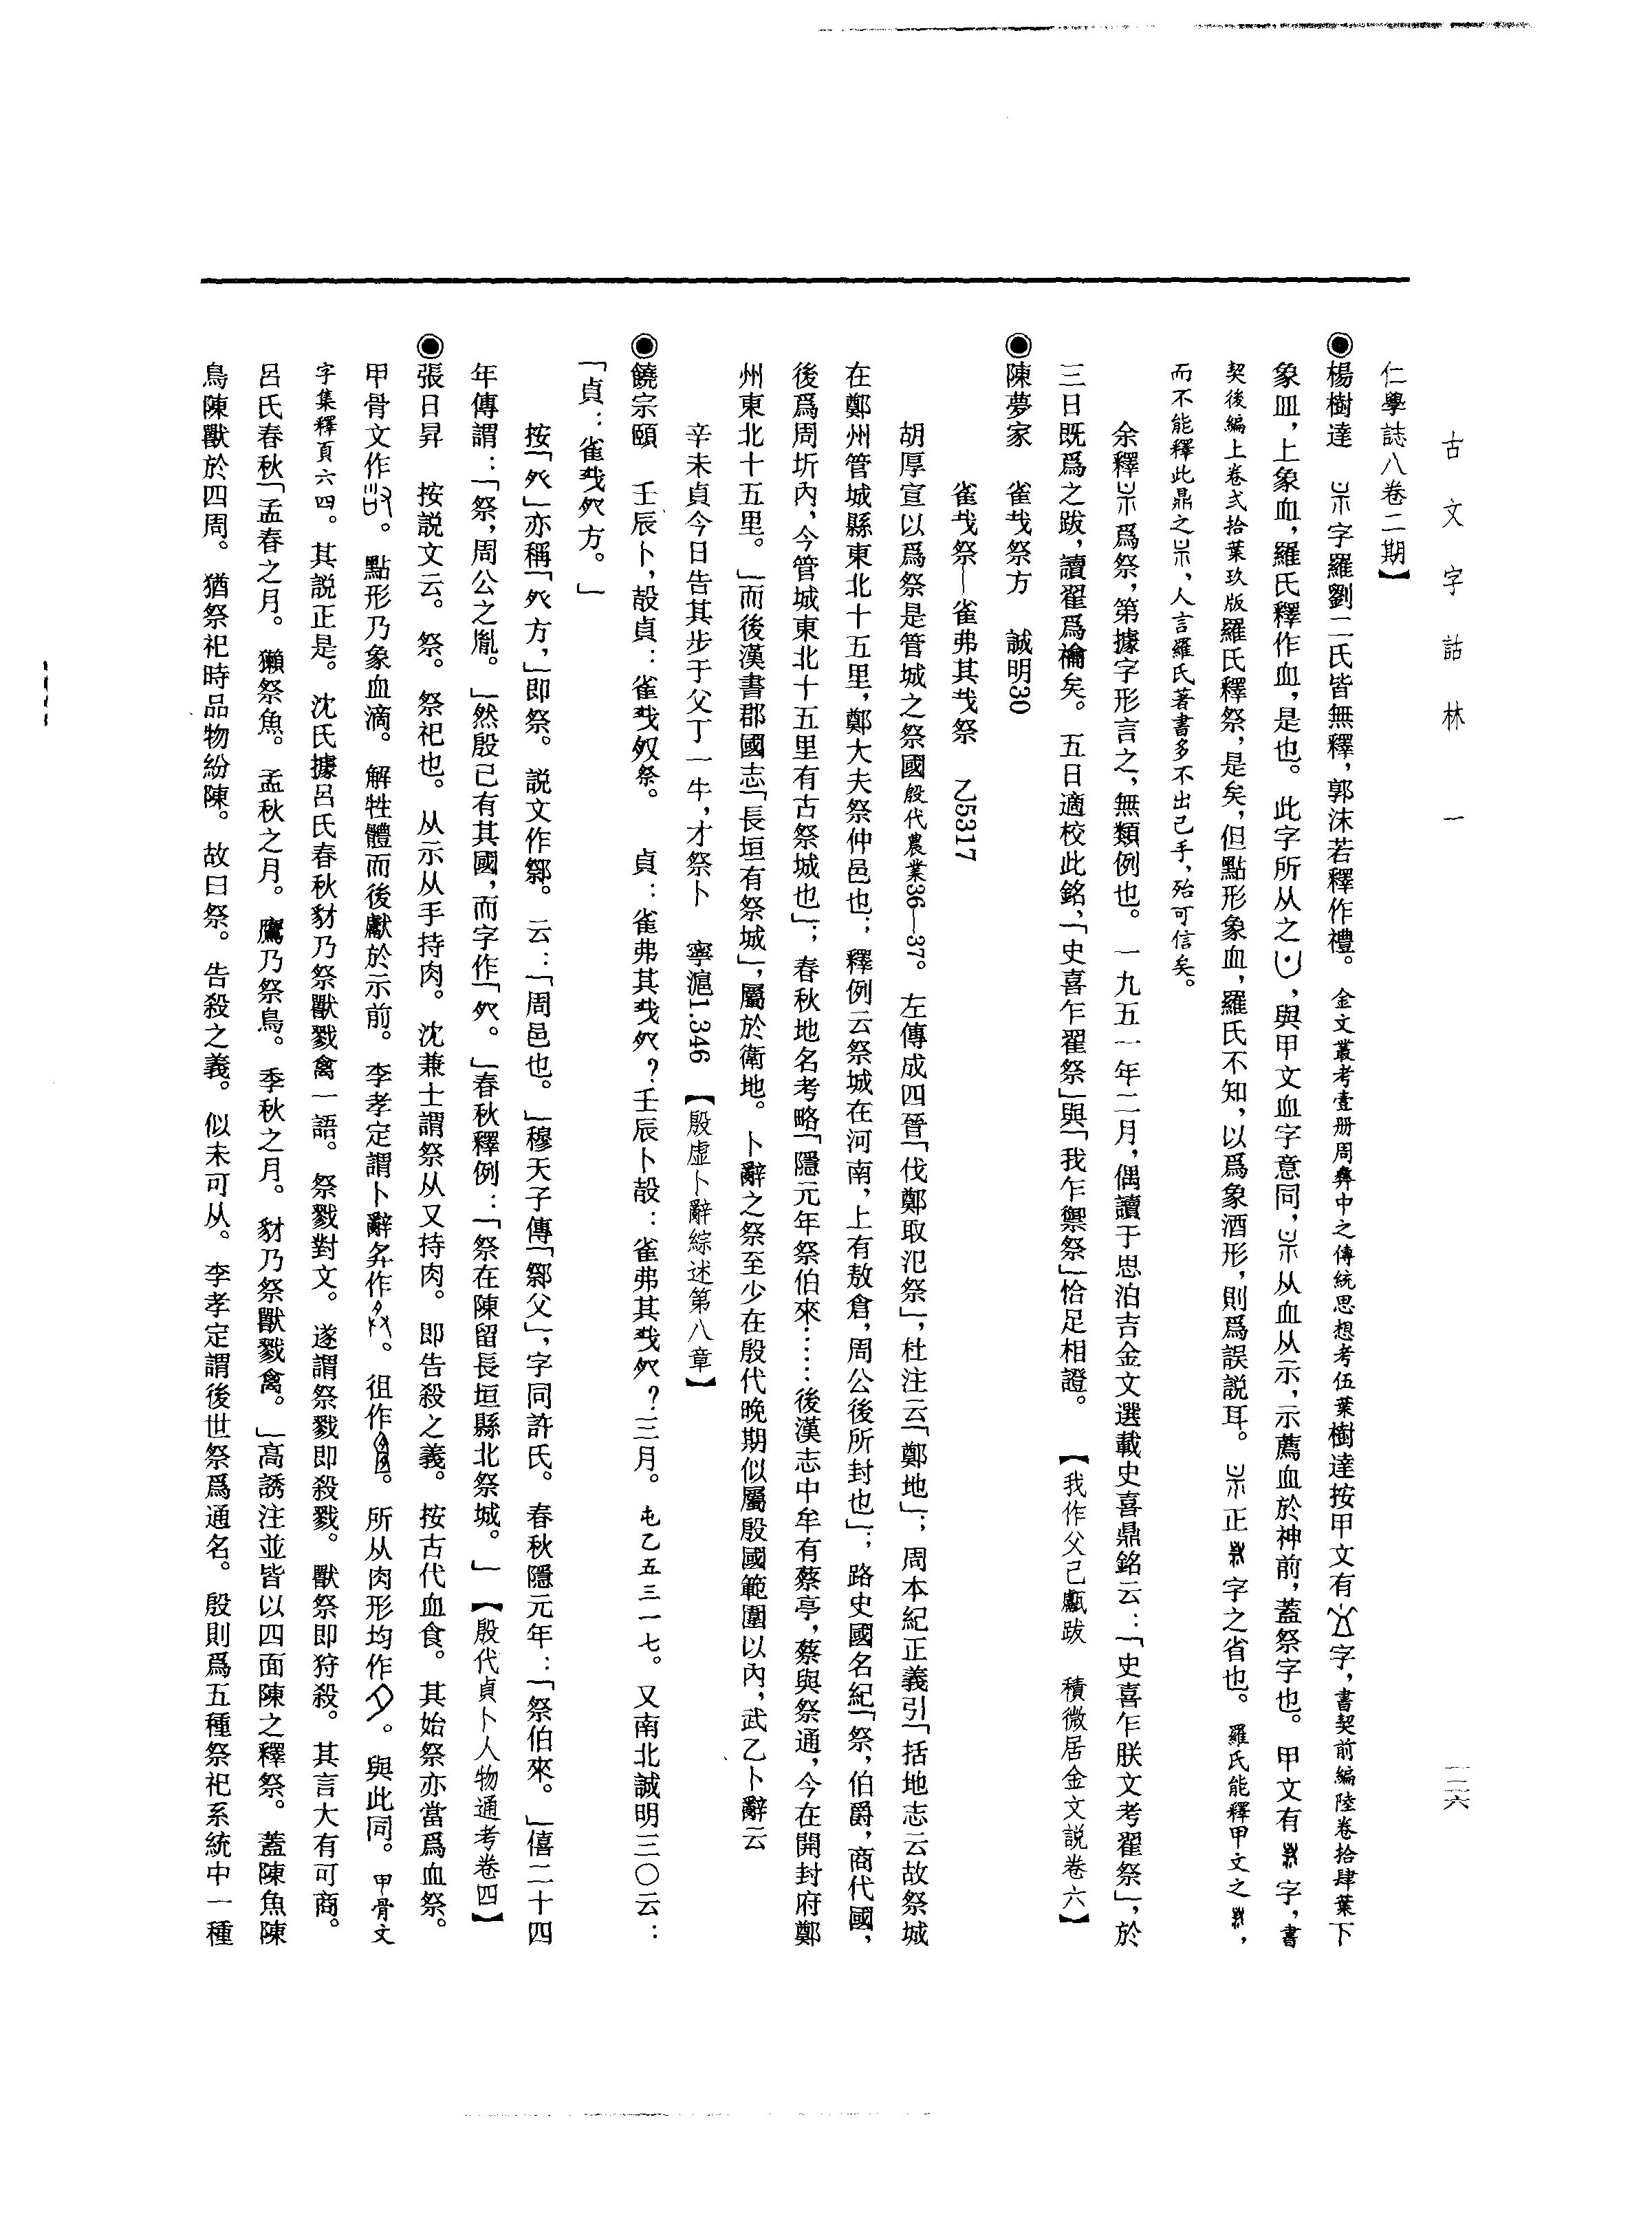 古文字詁林 一
一二六
仁學誌八卷二期】
◉楊樹達 字羅劉二氏皆無釋，郭沫若釋作禮。金文叢考壹册周彝中之傳統思想考伍葉樹達按甲文有字，書契前編陸卷拾肆葉下
象皿，上象血，羅氏釋作血，是也。此字所从之，與甲文血字意同，从血从示，示薦血於神前，蓋祭字也。甲文有字，書
契後編上卷弍拾葉玖版羅氏釋祭，是矣，但點形象血，羅氏不知，以爲象酒形，則爲誤説耳。正字之省也。羅氏能釋甲文之，
而不能釋此鼎之，人言羅氏著書多不出己手，殆可信矣。
余釋爲祭，第據字形言之，無類例也。一九五一年二月，偶讀于思泊吉金文選載史喜鼎銘云：「史喜乍朕文考翟祭」，於
三日既爲之跋，讀翟爲禴矣。五日適校此銘，「史喜乍翟祭」與「我乍禦祭」恰足相證。【我作父己甗跋 積微居金文説卷六】
◉陳夢家 雀𢦏祭方 誠明30
雀𢦏祭—雀弗其𢦏祭 乙5317
胡厚宣以爲祭是管城之祭國殷代農業36—37。左傳成四晉「伐鄭取氾祭」，杜注云「鄭地」；周本紀正義引「括地志云故祭城
在鄭州管城縣東北十五里，鄭大夫祭仲邑也；釋例云祭城在河南，上有敖倉，周公後所封也」；路史國名紀「祭，伯爵，商代國，
後爲周圻内，今管城東北十五里有古祭城也」；春秋地名考略「隱元年祭伯來……後漢志中牟有蔡亭，蔡與祭通，今在開封府鄭
州東北十五里。」而後漢書郡國志「長垣有祭城」，屬於衛地。卜辭之祭至少在殷代晚期似屬殷國範圍以内，武乙卜辭云
辛未貞今日告其步于父丁一牛，才祭卜 寧滬1.346 【殷虚卜辭綜述第八章】
◉饒宗頤 壬辰卜，㱿貞：雀𢦏祭。 貞：雀弗其𢦏？壬辰卜㱿：雀弗其𢦏？三月。屯乙五三一七。又南北誠明三〇云：
「貞：雀𢦏方。」
按「」亦稱「方，」即祭。説文作䣝。云：「周邑也。」穆天子傳「䣝父」，字同許氏。春秋隱元年：「祭伯來。」僖二十四
年傳謂：「祭，周公之胤。」然殷已有其國，而字作「。」春秋釋例：「祭在陳留長垣縣北祭城。」【殷代貞卜人物通考卷四】
◉張日昇 按説文云。祭。祭祀也。从示从手持肉。沈兼士謂祭从又持肉。即告殺之義。按古代血食。其始祭亦當爲血祭。
甲骨文作。點形乃象血滴。解牲體而後獻於示前。李孝定謂卜辭作。徂作。所从肉形均作。與此同。甲骨文
字集釋頁六四。其説正是。沈氏據呂氏春秋豺乃祭獸戮禽一語。祭戮對文。遂謂祭戮即殺戮。獸祭即狩殺。其言大有可商。
呂氏春秋「孟春之月。獺祭魚。孟秋之月。鷹乃祭鳥。季秋之月。豺乃祭獸戮禽。」高誘注並皆以四面陳之釋祭。蓋陳魚陳
鳥陳獸於四周。猶祭祀時品物紛陳。故曰祭。告殺之義。似未可从。李孝定謂後世祭爲通名。殷則爲五種祭祀系統中一種